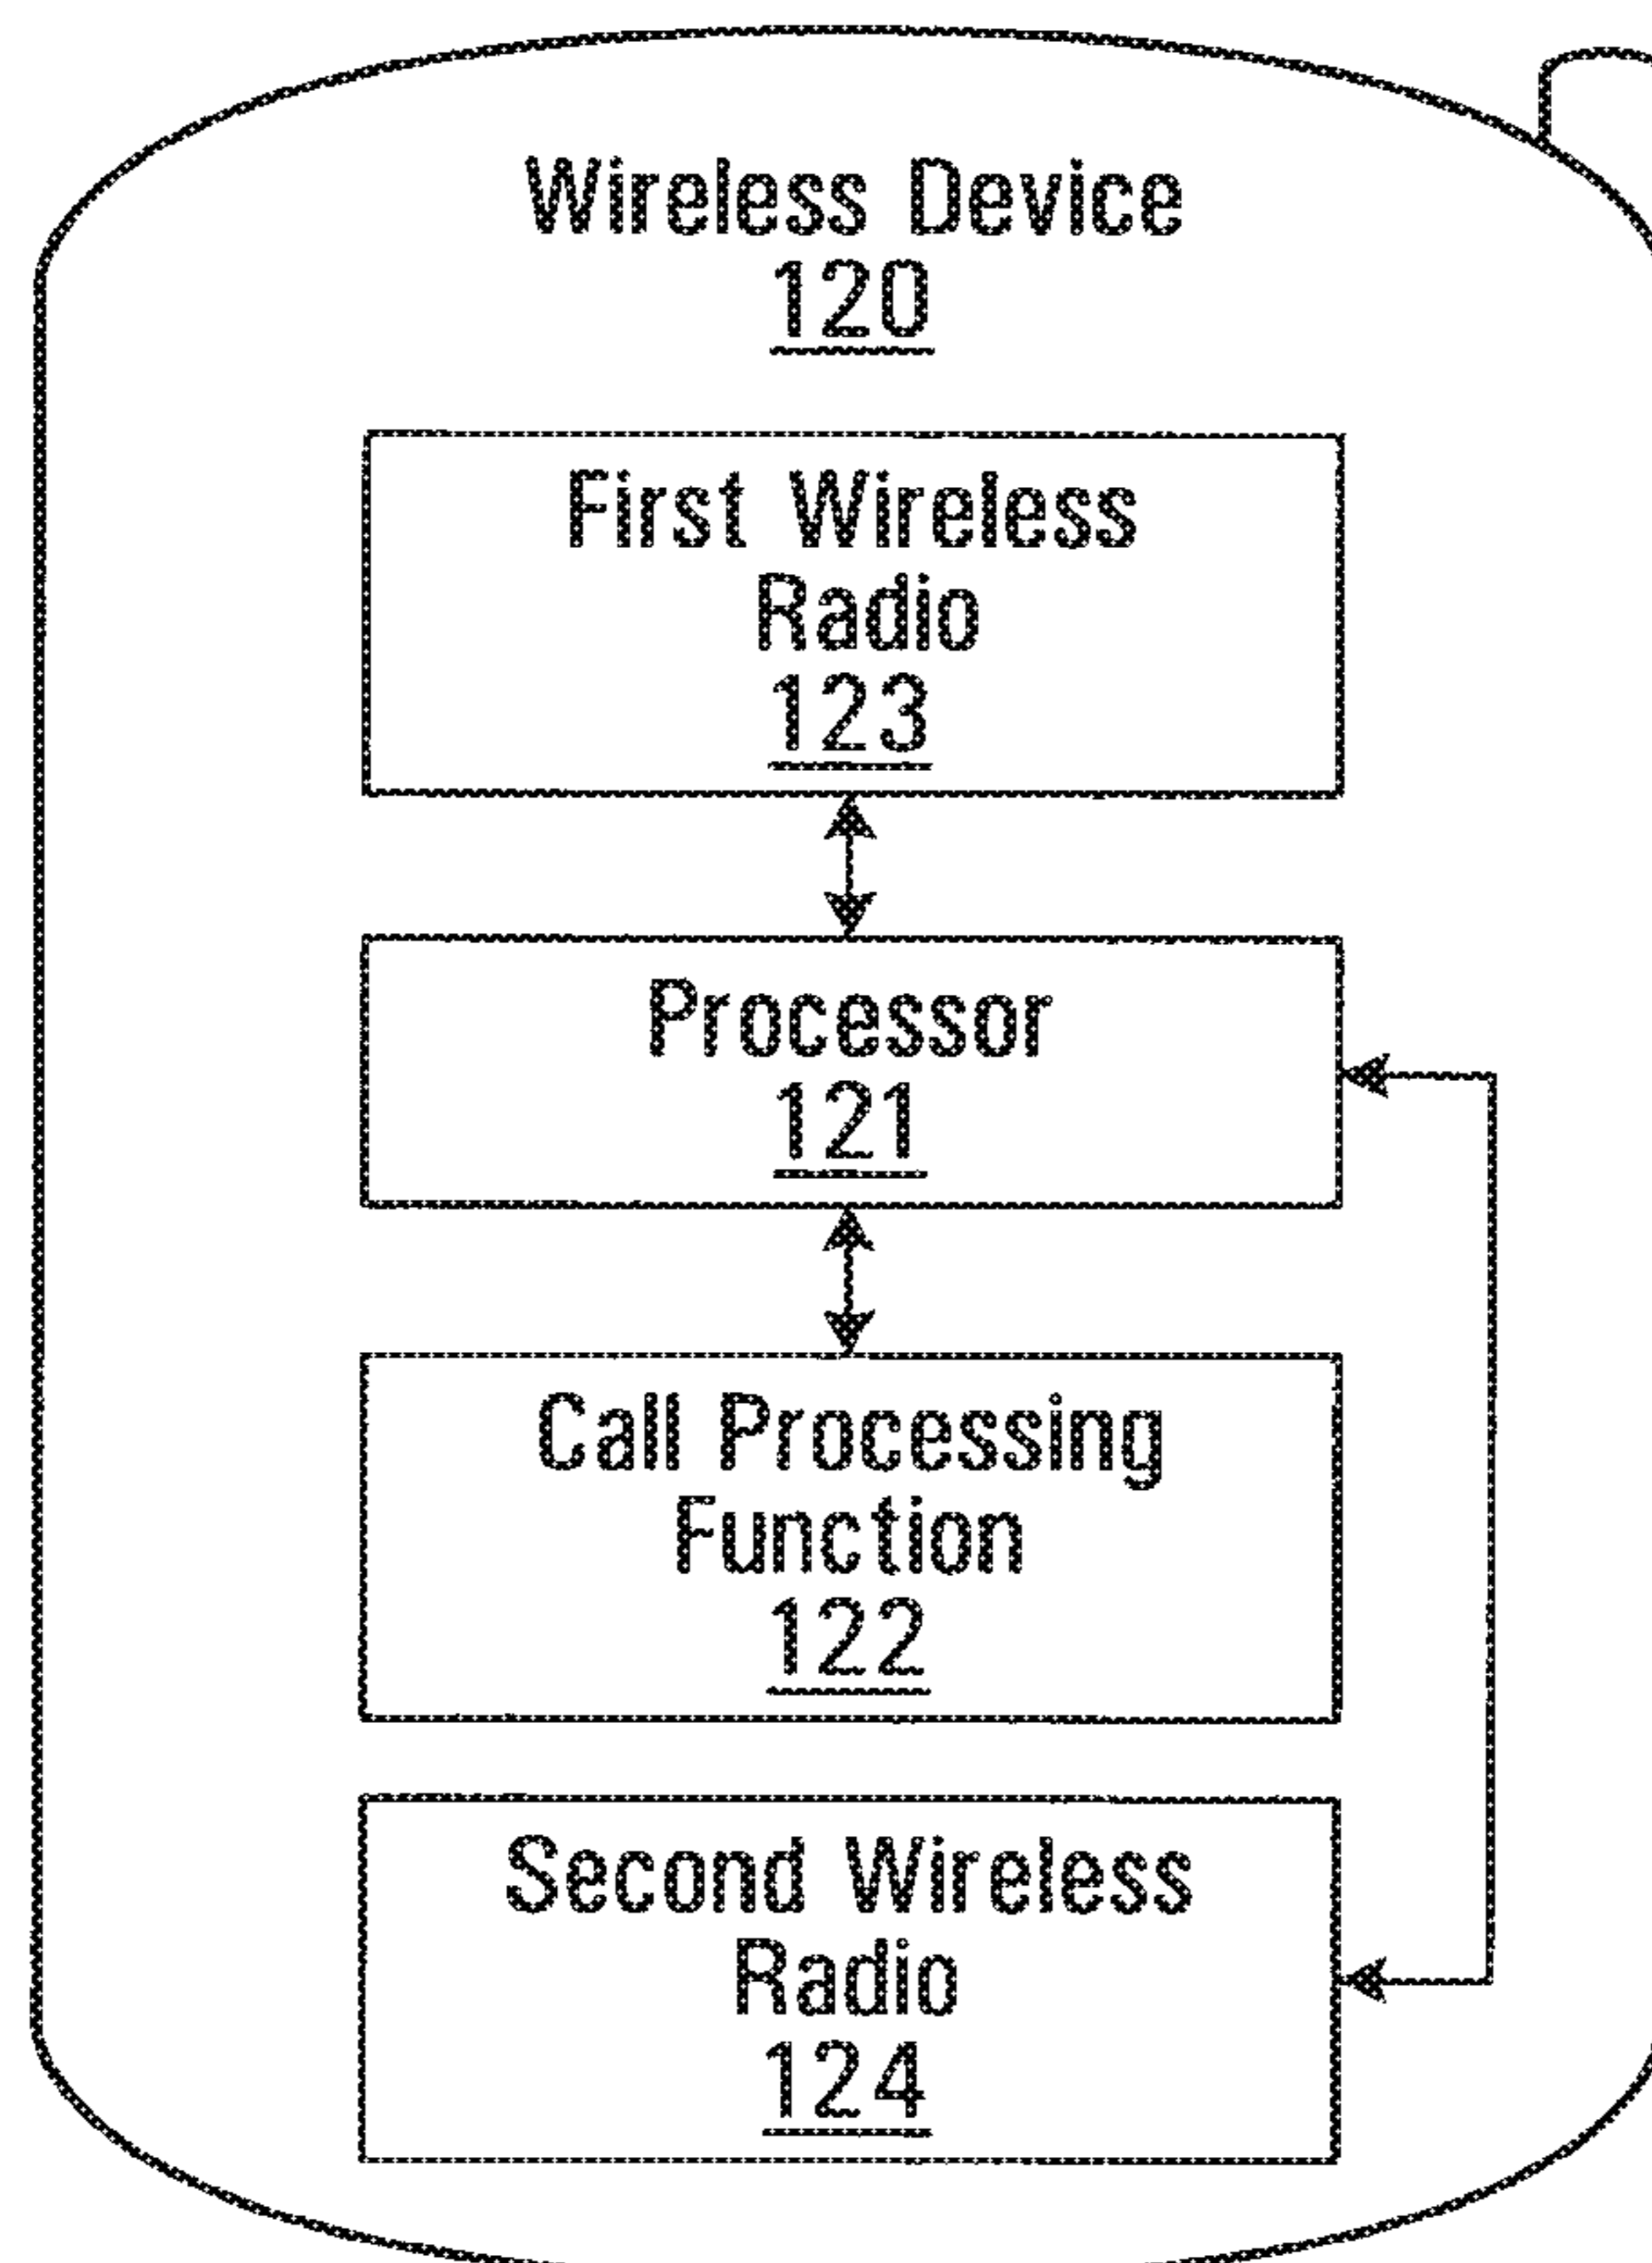 Wireless Device
120
First Wireless
Radio
123
Processor
121
Call Processing
Function
122
Second Wireless
Radio
124